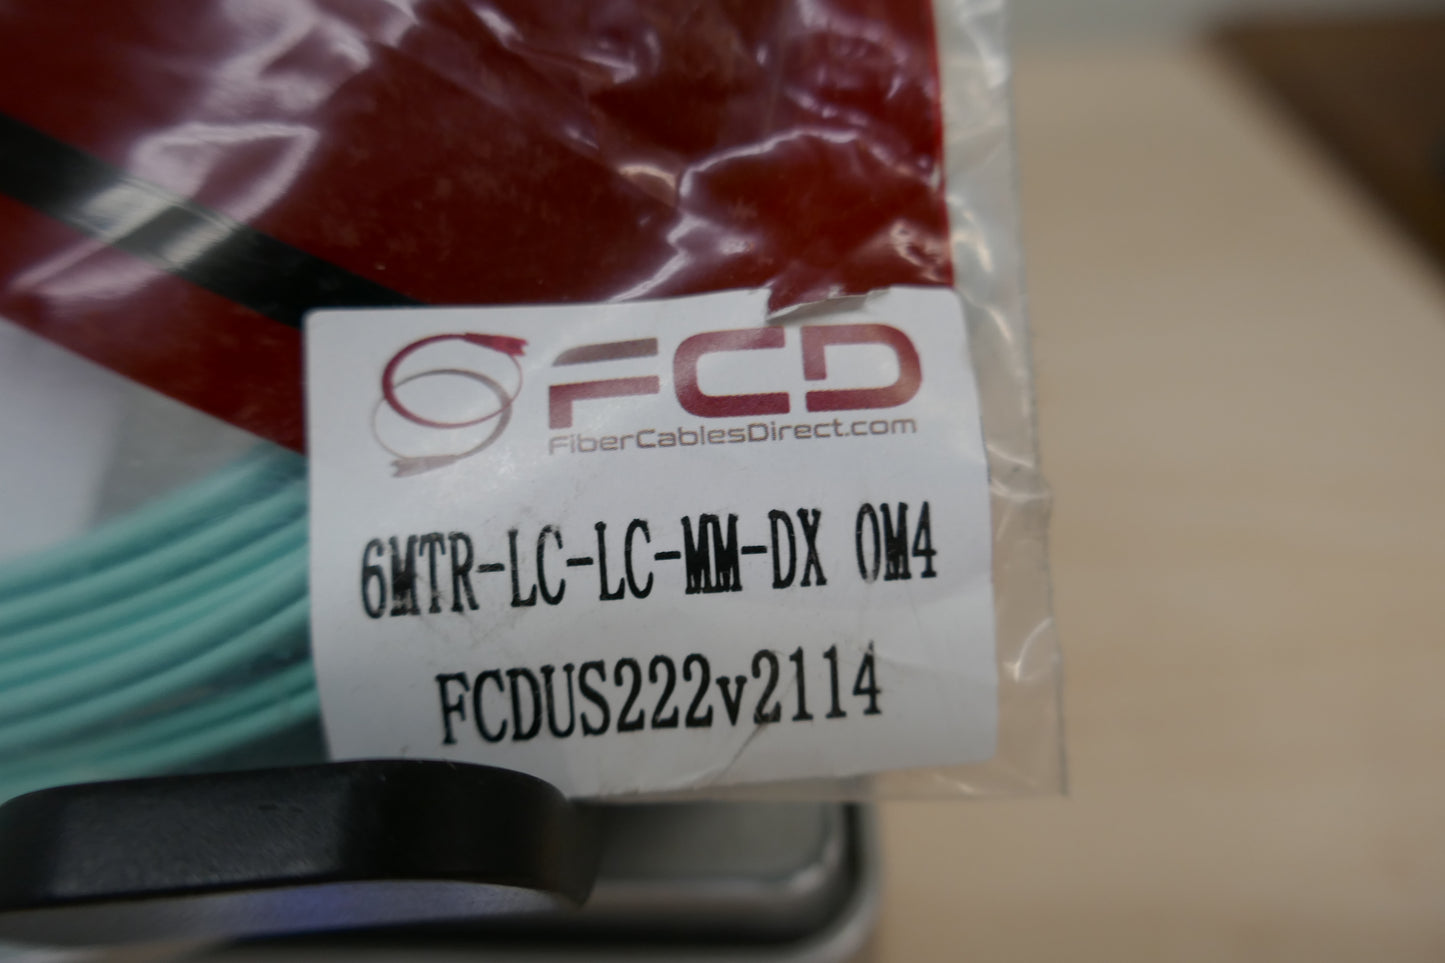 FCD
FiberCablesDirect.com
6MTR-LC-LC-MM-DX OM4
FCDUS222v2114